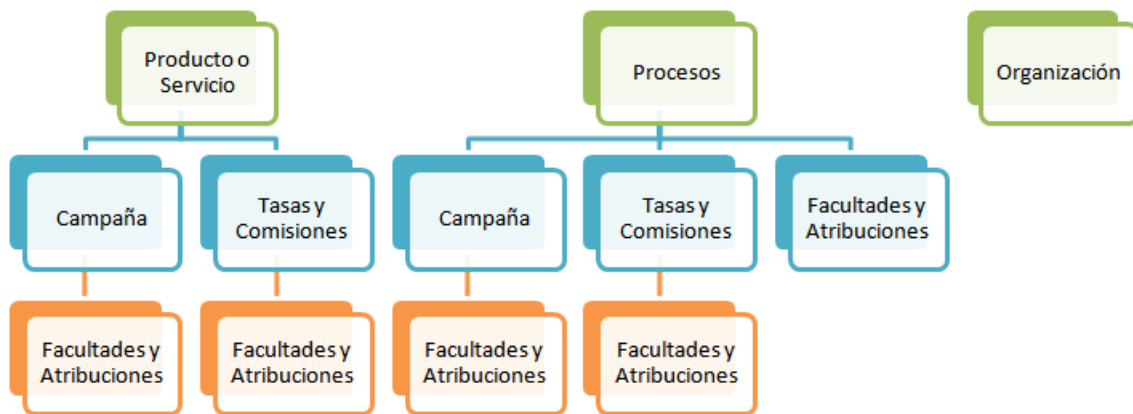 Producto o
Servicio
Procesos
Organización
Campaña
Tasas y
Comisiones
Campaña
Tasas y
Comisiones
Facultades y
Atribuciones
Facultades y
Atribuciones
Facultades y
Atribuciones
Facultades y
Atribuciones
Facultades y
Atribuciones